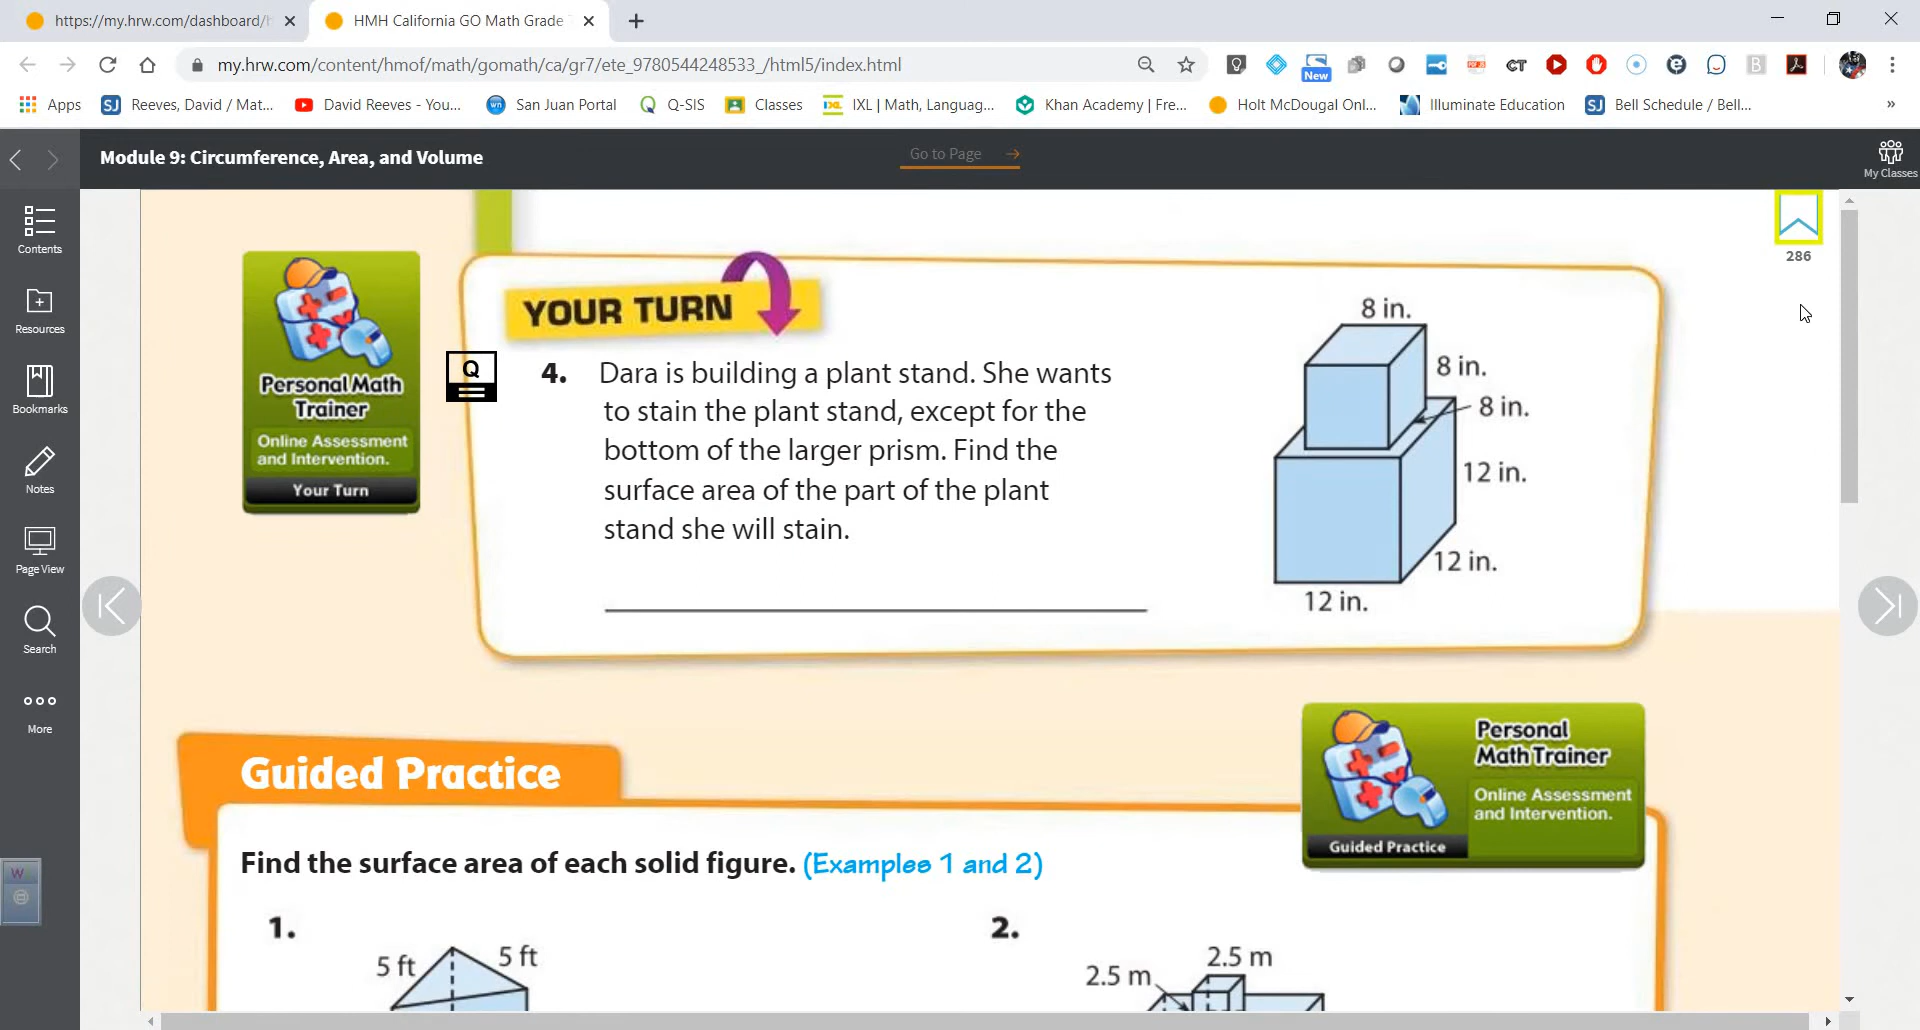 https://my.hrw.com/dashboard/
HMH California GO Math Grade
my.hrw.com/content/hmof/math/gomath/ca/gr7/ete_9780544248533_/html5/index.html
New
Apps
Reeves, David / Mat...
David Reeves - You...
San Juan Portal
Q-SIS
Classes
IXL | Math, Languag...
Khan Academy | Fre...
Holt McDougal Onl...
Illuminate Education
Bell Schedule / Bell...
Module 9: Circumference, Area, and Volume
Go to Page
My Classes
Contents
Resources
Bookmarks
Notes
Page View
Search
More
286
Personal Math
Trainer
Online Assessment
and Intervention.
Your Turn
YOUR TURN
Q
4. Dara is building a plant stand. She wants
to stain the plant stand, except for the
bottom of the larger prism. Find the
surface area of the part of the plant
stand she will stain.
8 in.
8 in.
8 in.
12 in.
12 in.
12 in.
Guided Practice
Personal
Math Trainer
Online Assessment
and Intervention.
Guided Practice
Find the surface area of each solid figure. (Examples 1 and 2)
1.
5 ft
5 ft
2.
2.5 m
2.5 m